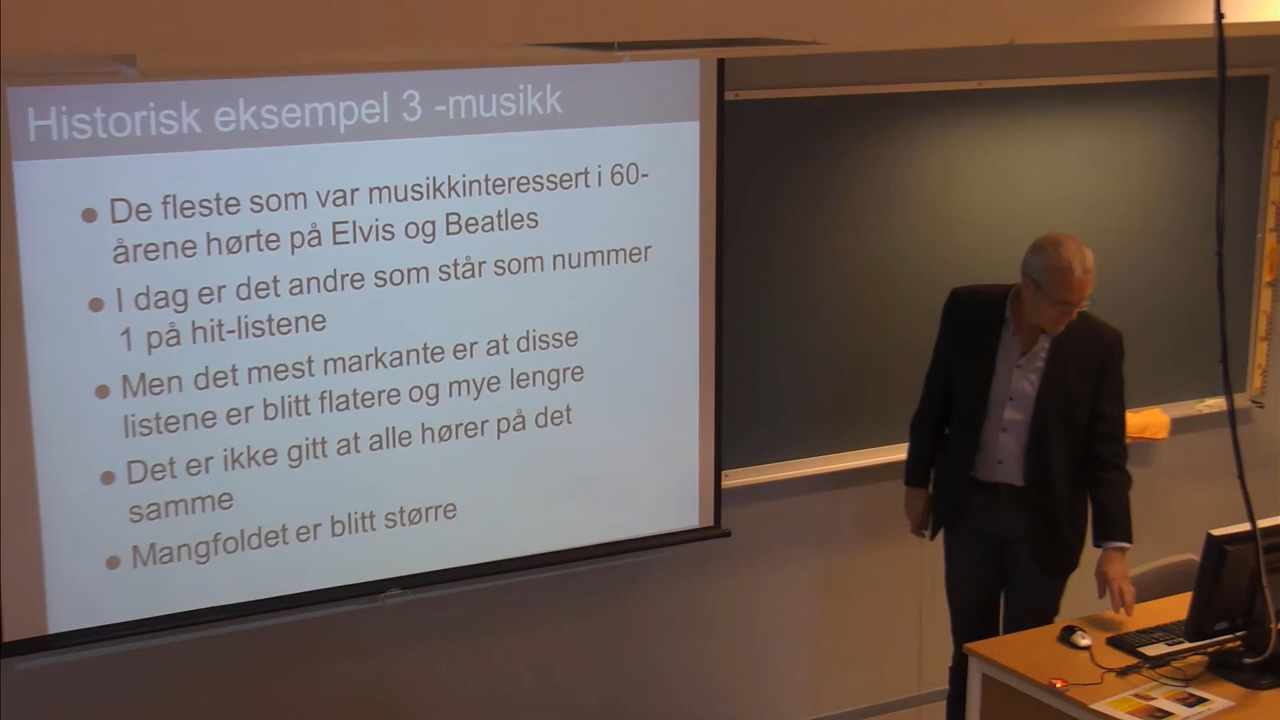 Historisk eksempel 3 -musikk
● De fleste som var musikkinteressert i 60-
årene hørte på Elvis og Beatles
● I dag er det andre som står som nummer
1 på hit-listene
● Men det mest markante er at disse
listene er blitt flatere og mye lengre
● Det er ikke gitt at alle hører på det
samme
● Mangfoldet er blitt større